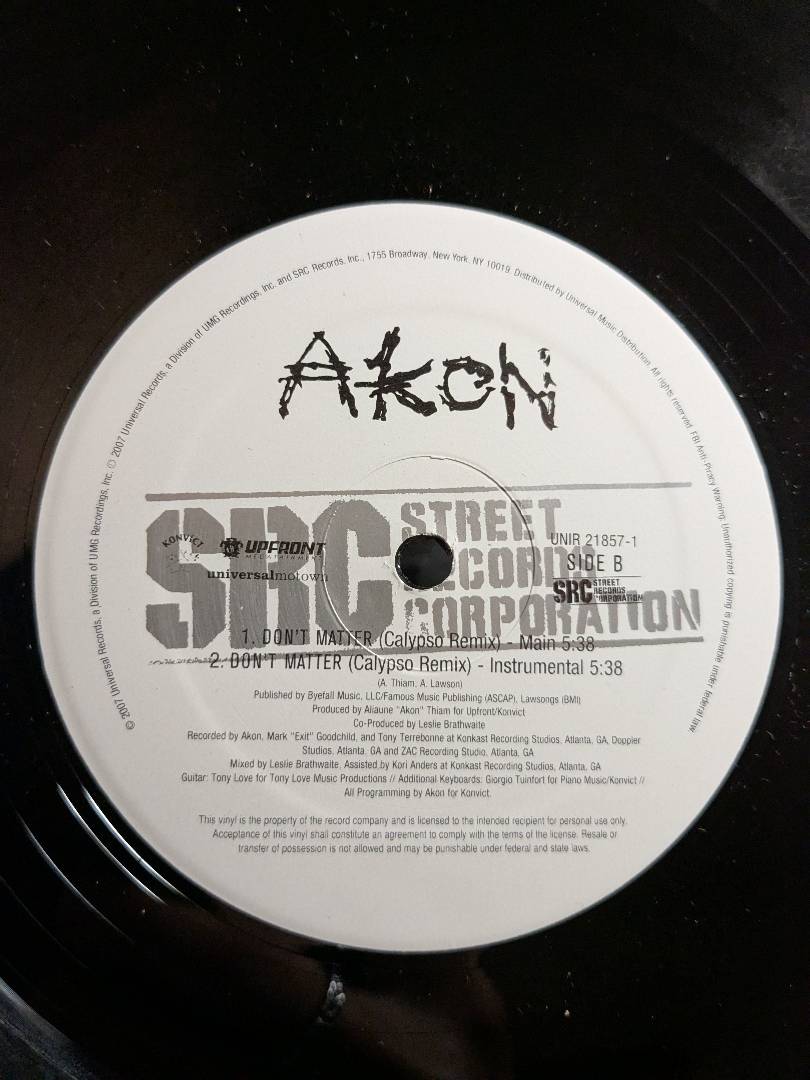 ℗ 2007 Universal Records, a Division of UMG Recordings, Inc. © 2007 Universal Records, a Division of UMG Recordings, Inc. and SRC Records, Inc., 1755 Broadway, New York, NY 10019. Distributed by Universal Music Distribution. All rights reserved. FBI Anti-Piracy Warning: Unauthorized copying is punishable under federal law.
AKON
SRC STREET RECORDS CORPORATION
KONVICT
UPFRONT
MEGATAINMENT
universalmotown
UNIR 21857-1
SIDE B
SRC STREET RECORDS CORPORATION
1. DON'T MATTER (Calypso Remix) - Main 5:38
2. DON'T MATTER (Calypso Remix) - Instrumental 5:38
(A. Thiam, A. Lawson)
Published by Byefall Music, LLC/Famous Music Publishing (ASCAP), Lawsongs (BMI)
Produced by Aliaune "Akon" Thiam for Upfront/Konvict
Co-Produced by Leslie Brathwaite
Recorded by Akon, Mark "Exit" Goodchild, and Tony Terrebonne at Konkast Recording Studios, Atlanta, GA, Doppler
Studios, Atlanta, GA and ZAC Recording Studio, Atlanta, GA
Mixed by Leslie Brathwaite, Assisted by Kori Anders at Konkast Recording Studios, Atlanta, GA
Guitar: Tony Love for Tony Love Music Productions // Additional Keyboards: Giorgio Tuinfort for Piano Music/Konvict //
All Programming by Akon for Konvict.
This vinyl is the property of the record company and is licensed to the intended recipient for personal use only.
Acceptance of this vinyl shall constitute an agreement to comply with the terms of the license. Resale or
transfer of possession is not allowed and may be punishable under federal and state laws.